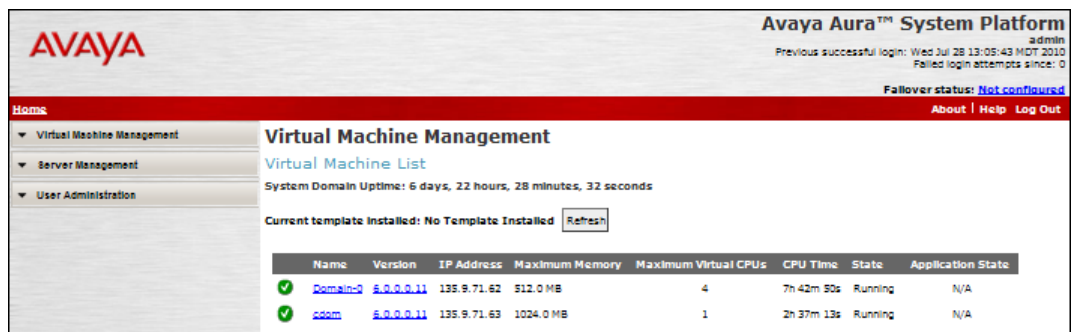 AVAYA
Avaya Aura™ System Platform
admin
Previous successful login: Wed Jul 28 13:05:43 MDT 2010
Failed login attempts since: 0
Failover status: Not configured
Home
About | Help Log Out
Virtual Machine Management
Server Management
User Administration
Virtual Machine Management
Virtual Machine List
System Domain Uptime: 6 days, 22 hours, 28 minutes, 32 seconds
Current template installed: No Template Installed Refresh
Name Version IP Address Maximum Memory Maximum Virtual CPUs CPU Time State Application State
Domain-0 6.0.0.0.11 135.9.71.62 512.0 MB 4 7h 42m 50s Running N/A
cdom 6.0.0.0.11 135.9.71.63 1024.0 MB 1 2h 37m 13s Running N/A